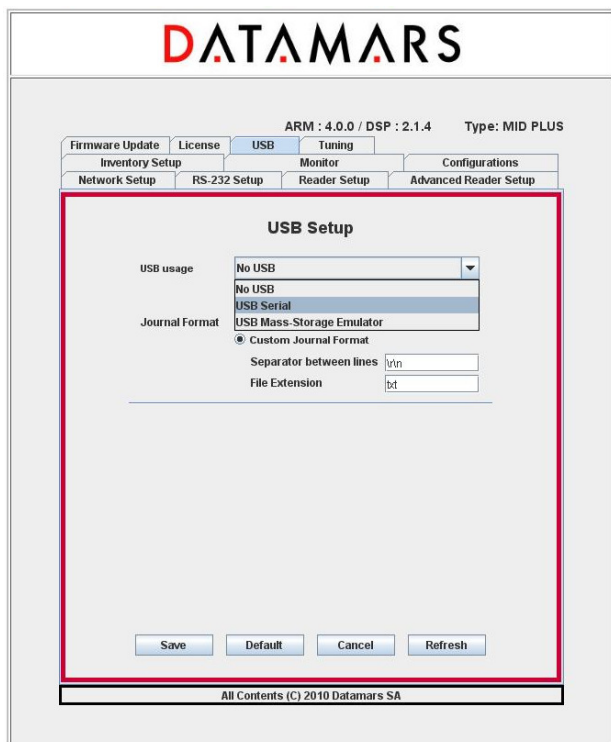 DATAMARS
ARM : 4.0.0 / DSP : 2.1.4 Type: MID PLUS
Firmware Update License USB Tuning
Inventory Setup Monitor Configurations
Network Setup RS-232 Setup Reader Setup Advanced Reader Setup
USB Setup
USB usage No USB
No USB
USB Serial
Journal Format USB Mass-Storage Emulator
Custom Journal Format
Separator between lines \r\n
File Extension txt
Save Default Cancel Refresh
All Contents (C) 2010 Datamars SA